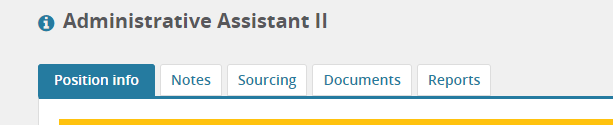 Administrative Assistant II
Position info Notes Sourcing Documents Reports